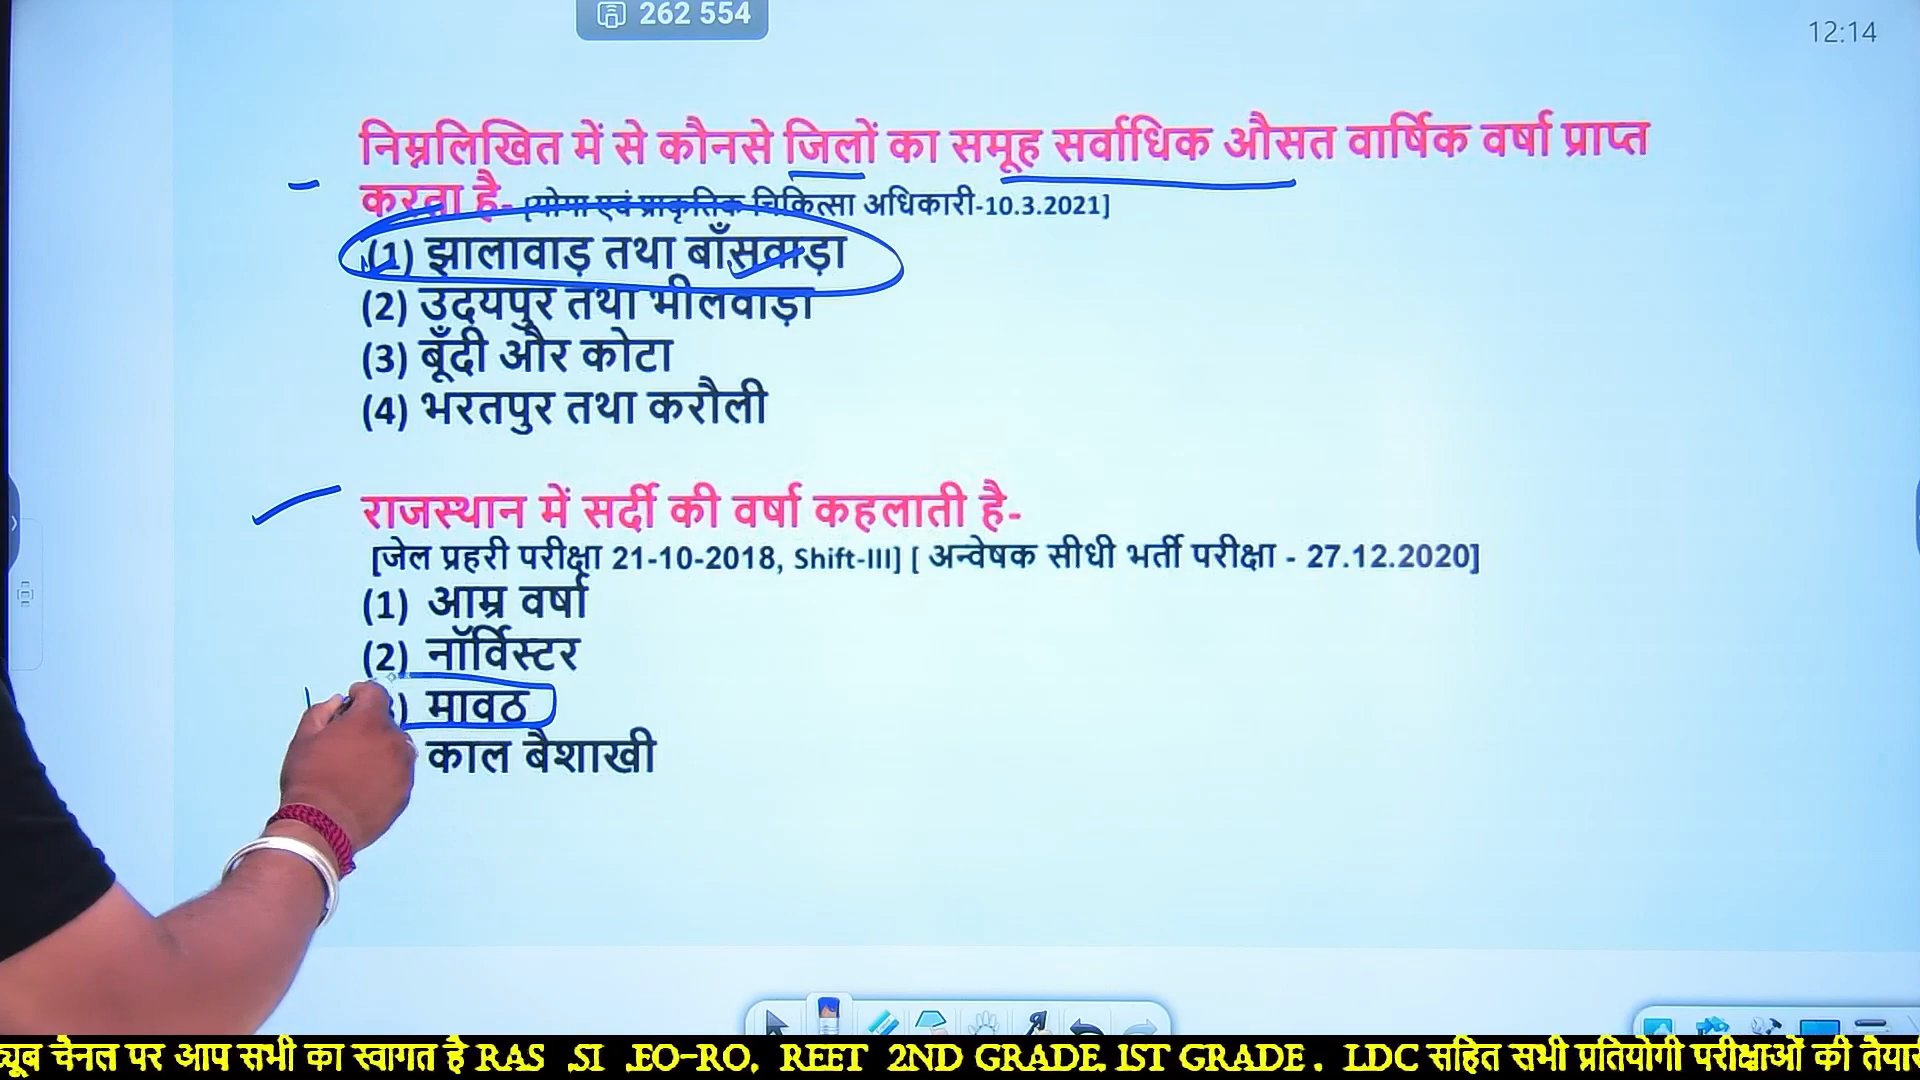 262 554
12:14
निम्नलिखित में से कौनसे जिलों का समूह सर्वाधिक औसत वार्षिक वर्षा प्राप्त
करता है- [योगा एवं प्राकृतिक चिकित्सा अधिकारी-10.3.2021]
(1) झालावाड़ तथा बाँसवाड़ा
(2) उदयपुर तथा भीलवाड़ा
(3) बूँदी और कोटा
(4) भरतपुर तथा करौली
राजस्थान में सर्दी की वर्षा कहलाती है-
[जेल प्रहरी परीक्षा 21-10-2018, Shift-III] [ अन्वेषक सीधी भर्ती परीक्षा - 27.12.2020]
(1) आम्र वर्षा
(2) नॉर्विस्टर
) मावठ
काल बैशाखी
चैनल पर आप सभी का स्वागत है RAS .SI .EO-RO, REET 2ND GRADE, 1ST GRADE , LDC सहित सभी प्रतियोगी परीक्षाओं की